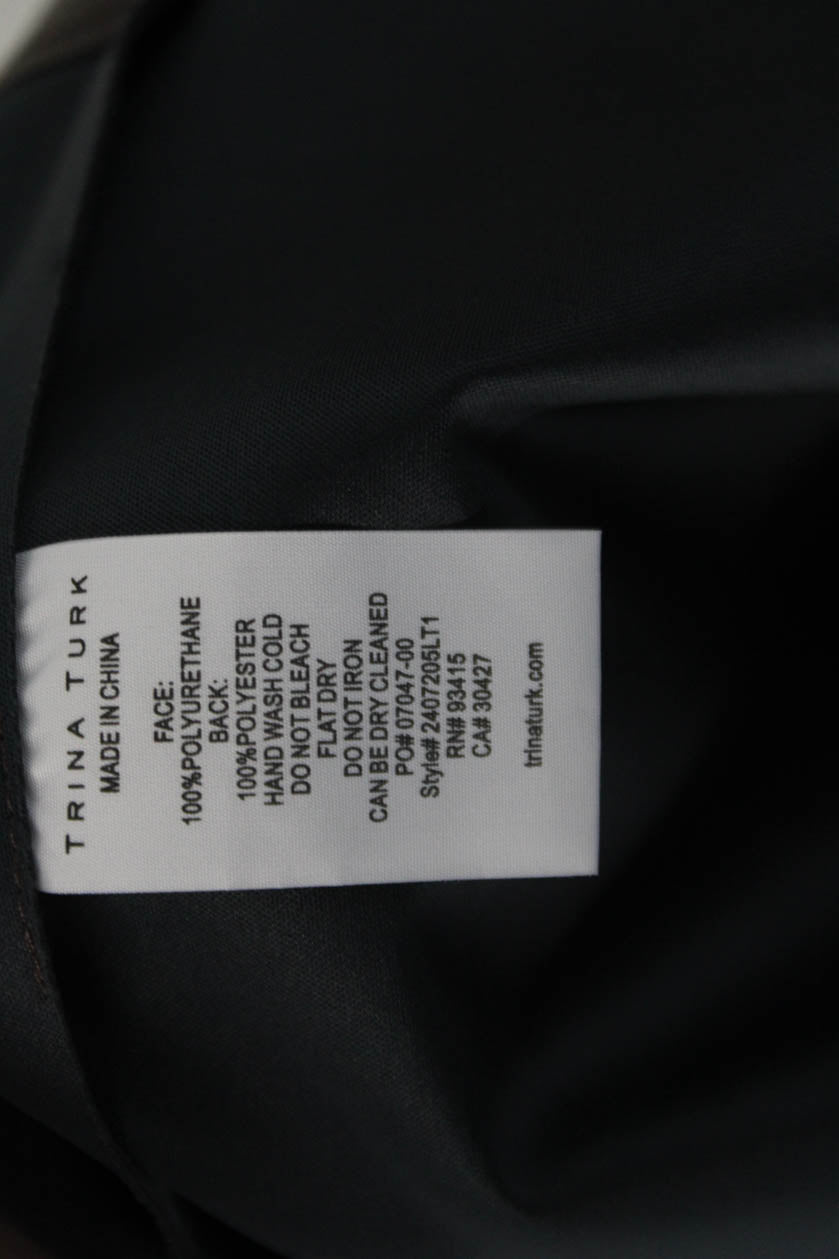 TRINA TURK
MADE IN CHINA
FACE:
100%POLYURETHANE
BACK:
100%POLYESTER
HAND WASH COLD
DO NOT BLEACH
FLAT DRY
DO NOT IRON
CAN BE DRY CLEANED
PO# 07047-00
Style# 2407205LT1
RN# 93415
CA# 30427
trinaturk.com